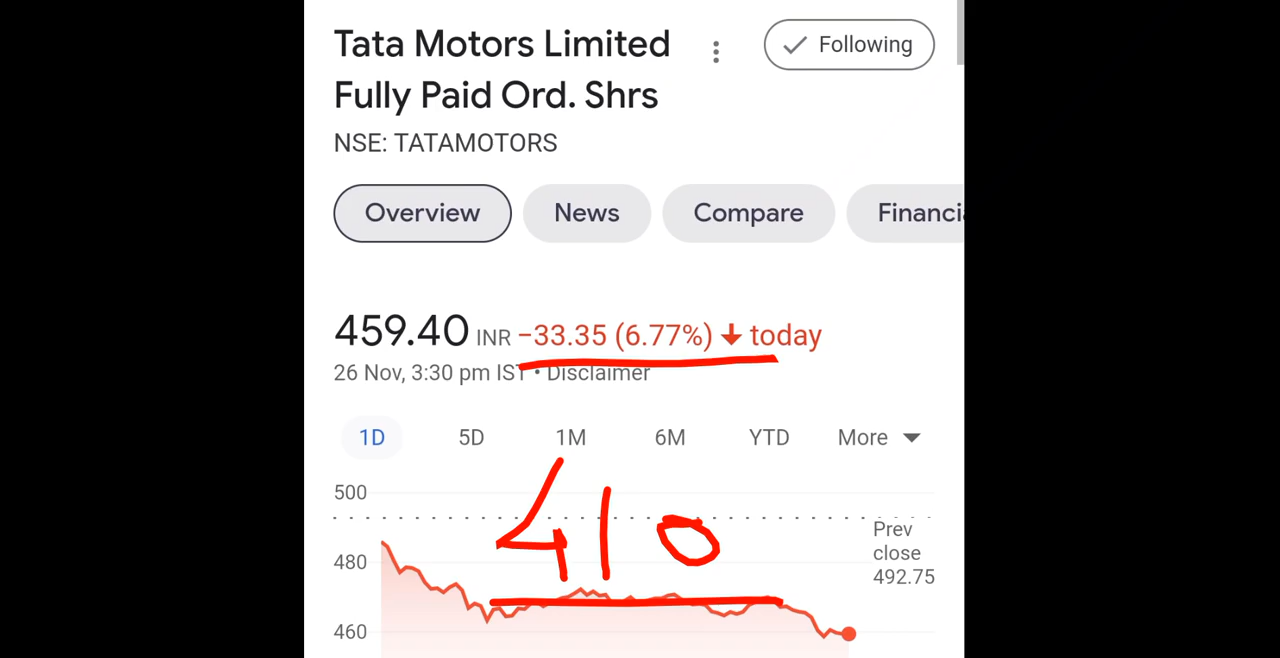 Tata Motors Limited
Fully Paid Ord. Shrs
Following
NSE: TATAMOTORS
Overview News Compare Financia
459.40 INR −33.35 (6.77%) ↓ today
26 Nov, 3:30 pm IST • Disclaimer
1D 5D 1M 6M YTD More
500
410
Prev
close
492.75
480
460